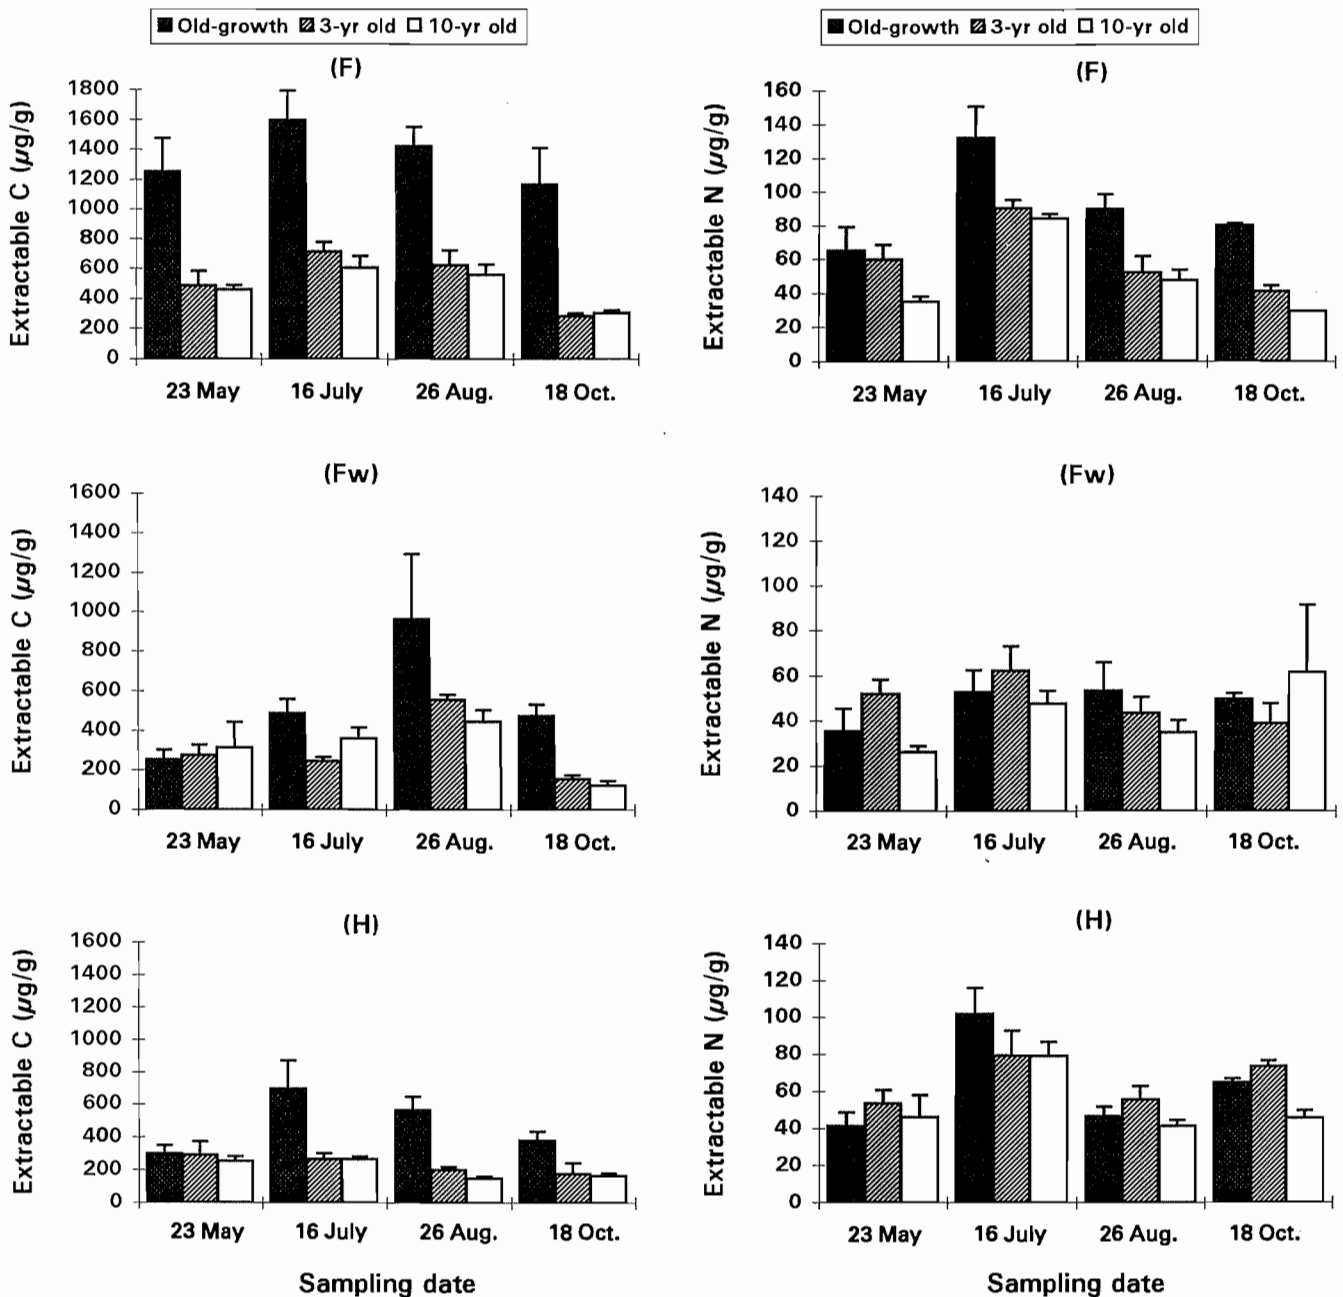 Old-growth 3-yr old 10-yr old
(F)
Extractable C (µg/g)
1800
1600
1400
1200
1000
800
600
400
200
0
23 May 16 July 26 Aug. 18 Oct.
Old-growth 3-yr old 10-yr old
(F)
Extractable N (µg/g)
160
140
120
100
80
60
40
20
0
23 May 16 July 26 Aug. 18 Oct.
(Fw)
Extractable C (µg/g)
1600
1400
1200
1000
800
600
400
200
0
23 May 16 July 26 Aug. 18 Oct.
(Fw)
Extractable N (µg/g)
140
120
100
80
60
40
20
0
23 May 16 July 26 Aug. 18 Oct.
(H)
Extractable C (µg/g)
1600
1400
1200
1000
800
600
400
200
0
23 May 16 July 26 Aug. 18 Oct.
Sampling date
(H)
Extractable N (µg/g)
140
120
100
80
60
40
20
0
23 May 16 July 26 Aug. 18 Oct.
Sampling date